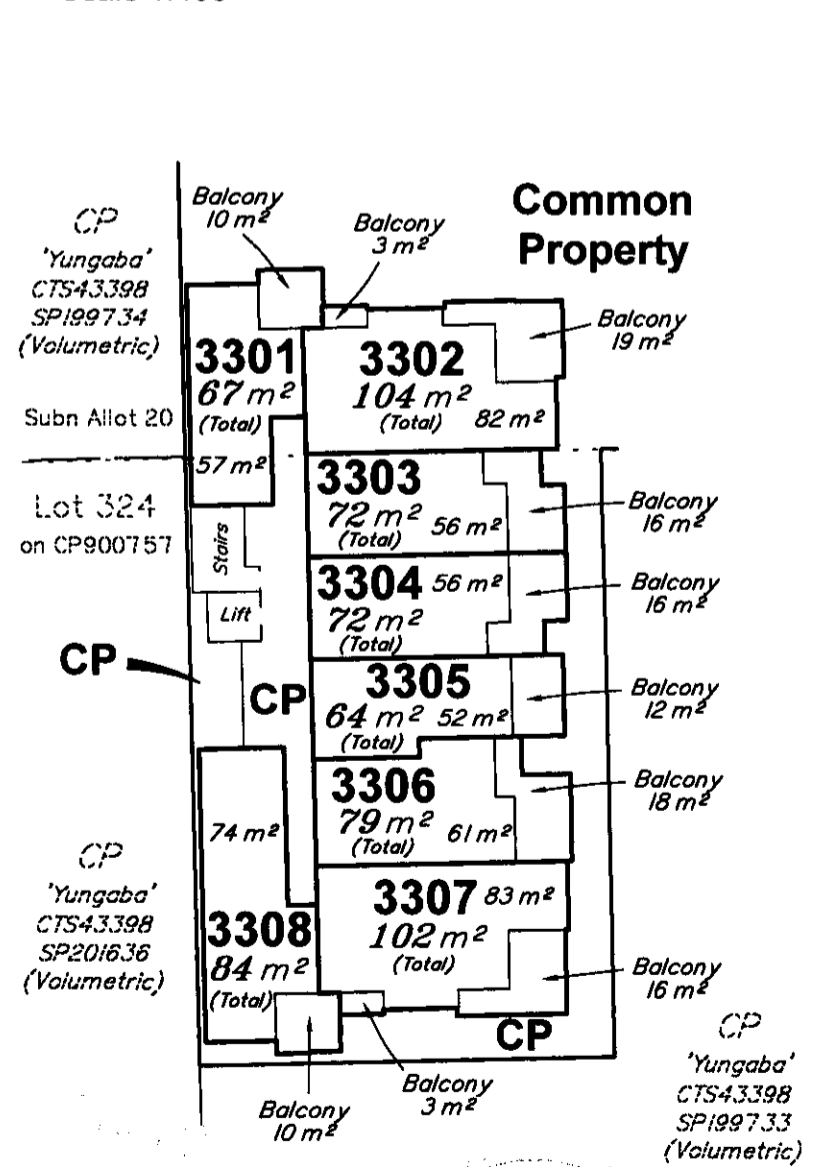 Common
Property
Balcony
10 m²
Balcony
3 m²
CP
'Yungaba'
CTS43398
SP199734
(Volumetric)
Balcony
19 m²
3301
67 m²
(Total)
57 m²
3302
104 m²
(Total)
82 m²
Subn Allot 20
Lot 324
on CP900757
3303
72 m²
(Total)
56 m²
Balcony
16 m²
Stairs
Lift
3304
56 m²
72 m²
(Total)
Balcony
16 m²
CP
CP
3305
64 m²
52 m²
(Total)
Balcony
12 m²
3306
79 m²
(Total)
61 m²
Balcony
18 m²
74 m²
3307
83 m²
102 m²
(Total)
CP
'Yungaba'
CTS43398
SP201636
(Volumetric)
3308
84 m²
(Total)
Balcony
16 m²
CP
Balcony
10 m²
Balcony
3 m²
CP
'Yungaba'
CTS43398
SP199733
(Volumetric)